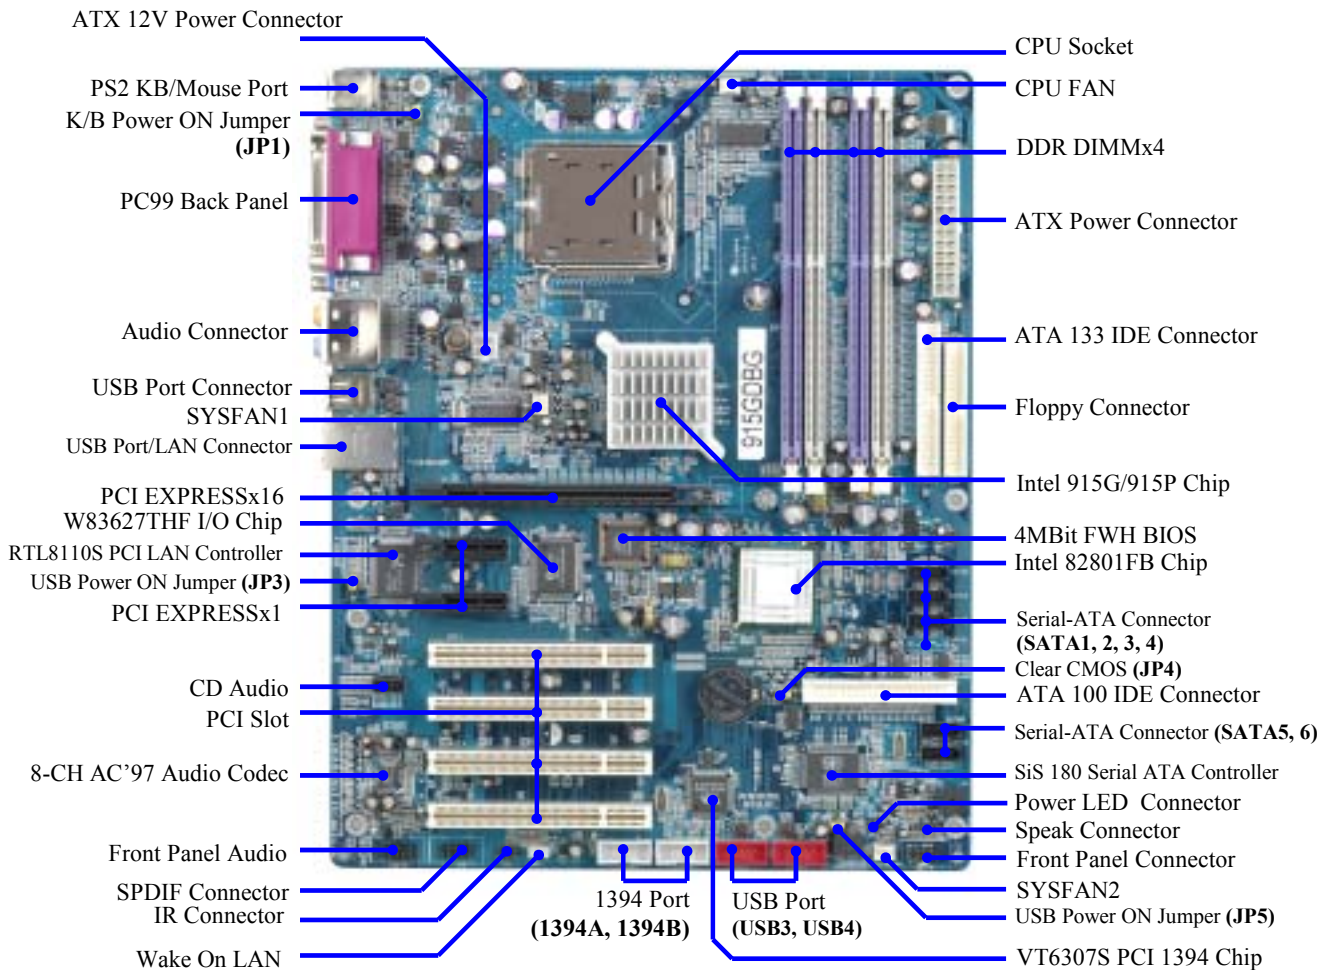 ATX 12V Power Connector
PS2 KB/Mouse Port
K/B Power ON Jumper
(JP1)
PC99 Back Panel
Audio Connector
USB Port Connector
SYSFAN1
USB Port/LAN Connector
PCI EXPRESSx16
W83627THF I/O Chip
RTL8110S PCI LAN Controller
USB Power ON Jumper (JP3)
PCI EXPRESSx1
CD Audio
PCI Slot
8-CH AC’97 Audio Codec
Front Panel Audio
SPDIF Connector
IR Connector
Wake On LAN
1394 Port
(1394A, 1394B)
USB Port
(USB3, USB4)
915GDBG
CPU Socket
CPU FAN
DDR DIMMx4
ATX Power Connector
ATA 133 IDE Connector
Floppy Connector
Intel 915G/915P Chip
4MBit FWH BIOS
Intel 82801FB Chip
Serial-ATA Connector
(SATA1, 2, 3, 4)
Clear CMOS (JP4)
ATA 100 IDE Connector
Serial-ATA Connector (SATA5, 6)
SiS 180 Serial ATA Controller
Power LED  Connector
Speak Connector
Front Panel Connector
SYSFAN2
USB Power ON Jumper (JP5)
VT6307S PCI 1394 Chip